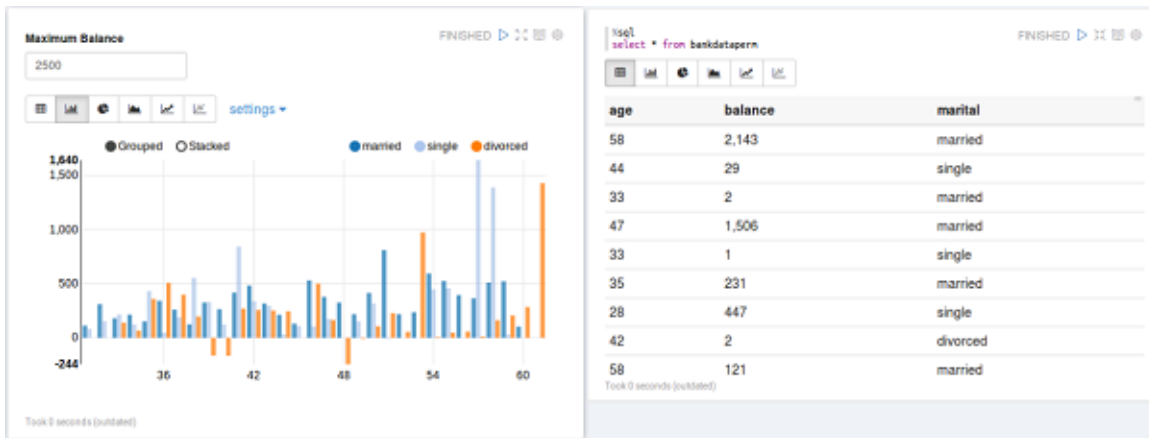 Maximum Balance
FINISHED
2500
settings
Grouped Stacked married single divorced
1,640
1,500
1,000
500
0
-244
36 42 48 54 60
Took 0 seconds (outdated)
%sql
select * from bankdataperm
FINISHED
age balance marital
58 2,143 married
44 29 single
33 2 married
47 1,506 married
33 1 single
35 231 married
28 447 single
42 2 divorced
58 121 married
Took 0 seconds (outdated)